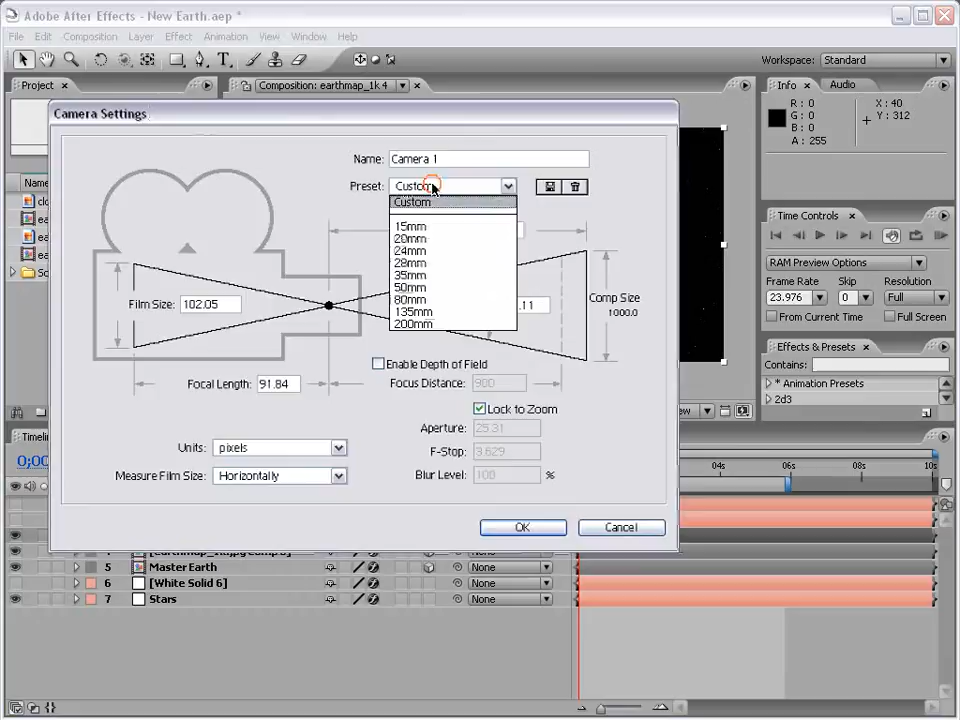 Adobe After Effects - New Earth.aep *
File Edit Composition Layer Effect Animation View Window Help
Workspace: Standard
Project × Composition: earthmap_1k 4 × Info × Audio
Camera Settings
R: 0 X: 40
G: 0 Y: 312
B: 0
A: 255
Name: Camera 1
Preset: Custom
Custom
15mm
20mm
24mm
28mm
35mm
50mm
80mm
135mm
200mm
Name
Film Size: 102.05
.11
Comp Size
1000.0
Enable Depth of Field
Focal Length: 91.84
Focus Distance: 900
Lock to Zoom
Aperture: 25.31
Units: pixels
F-Stop: 3.629
Measure Film Size: Horizontally
Blur Level: 100 %
OK Cancel
Time Controls ×
RAM Preview Options
Frame Rate Skip Resolution
23.976 0 Full
From Current Time Full Screen
Effects & Presets ×
Contains:
* Animation Presets
2d3
0;00
04s 06s 08s 10s
None
5 Master Earth None
6 [White Solid 6] None
7 Stars None